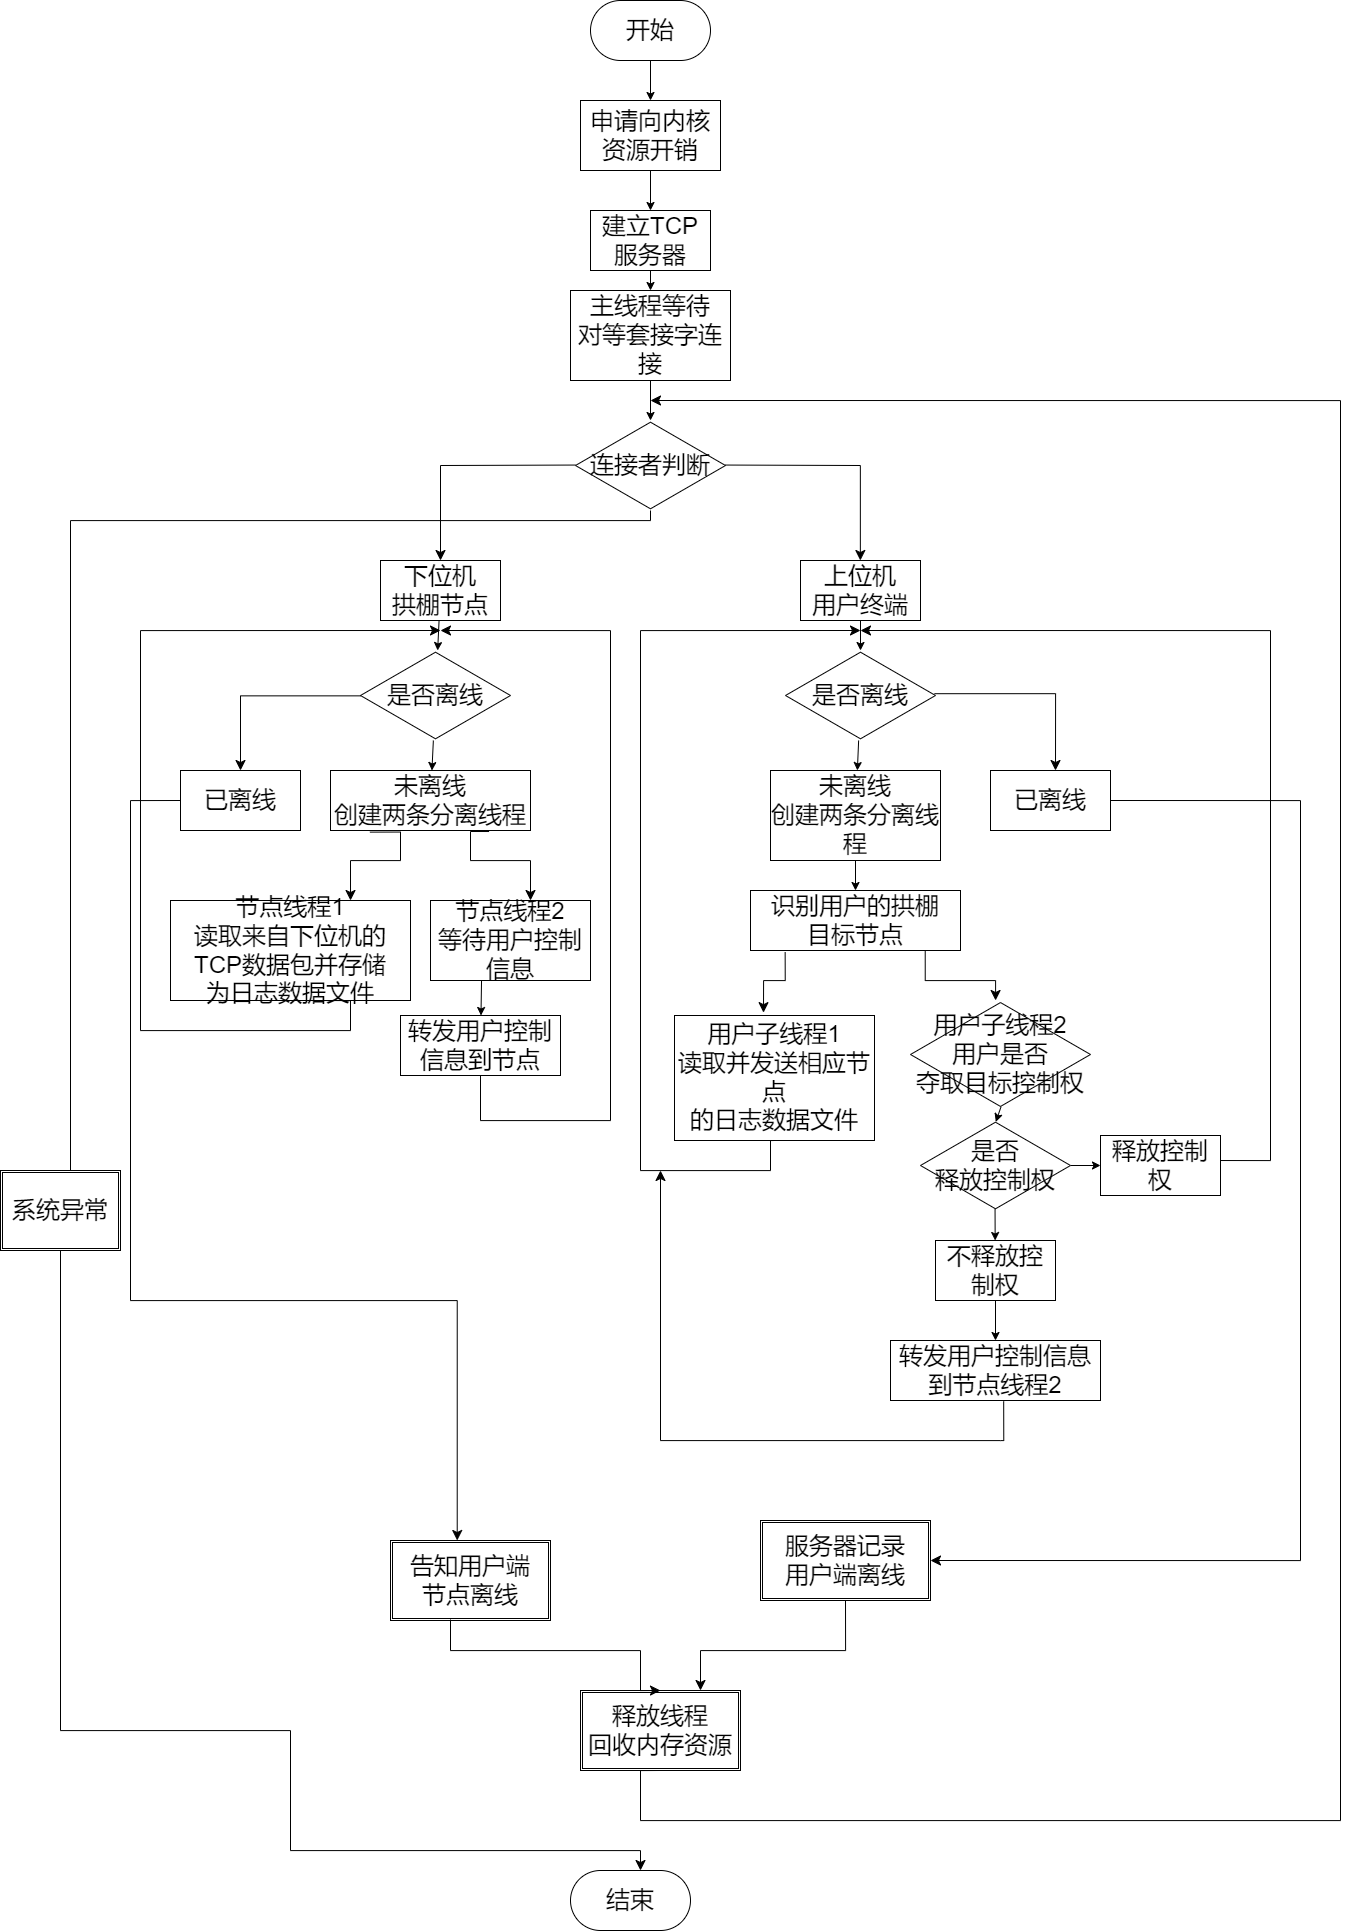 开始
申请向内核
资源开销
建立TCP
服务器
主线程等待
对等套接字连
接
连接者判断
下位机
拱棚节点
上位机
用户终端
是否离线
是否离线
已离线
未离线
创建两条分离线程
未离线
创建两条分离线
程
已离线
节点线程1
读取来自下位机的
TCP数据包并存储
为日志数据文件
节点线程2
等待用户控制
信息
识别用户的拱棚
目标节点
转发用户控制
信息到节点
用户子线程1
读取并发送相应节
点
的日志数据文件
用户子线程2
用户是否
夺取目标控制权
是否
释放控制权
释放控制
权
系统异常
不释放控
制权
转发用户控制信息
到节点线程2
告知用户端
节点离线
服务器记录
用户端离线
释放线程
回收内存资源
结束